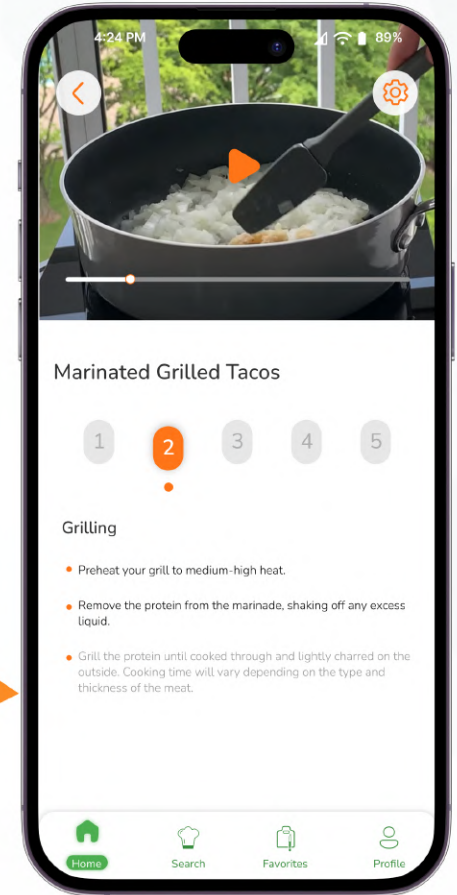 4:24 PM
89%
Marinated Grilled Tacos
1 2 3 4 5
Grilling
Preheat your grill to medium-high heat.
Remove the protein from the marinade, shaking off any excess
liquid.
Grill the protein until cooked through and lightly charred on the
outside. Cooking time will vary depending on the type and
thickness of the meat.
Home Search Favorites Profile